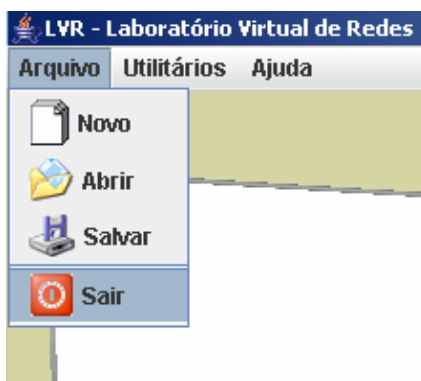 LVR - Laboratório Virtual de Redes
Arquivo Utilitários Ajuda
Novo
Abrir
Salvar
Sair